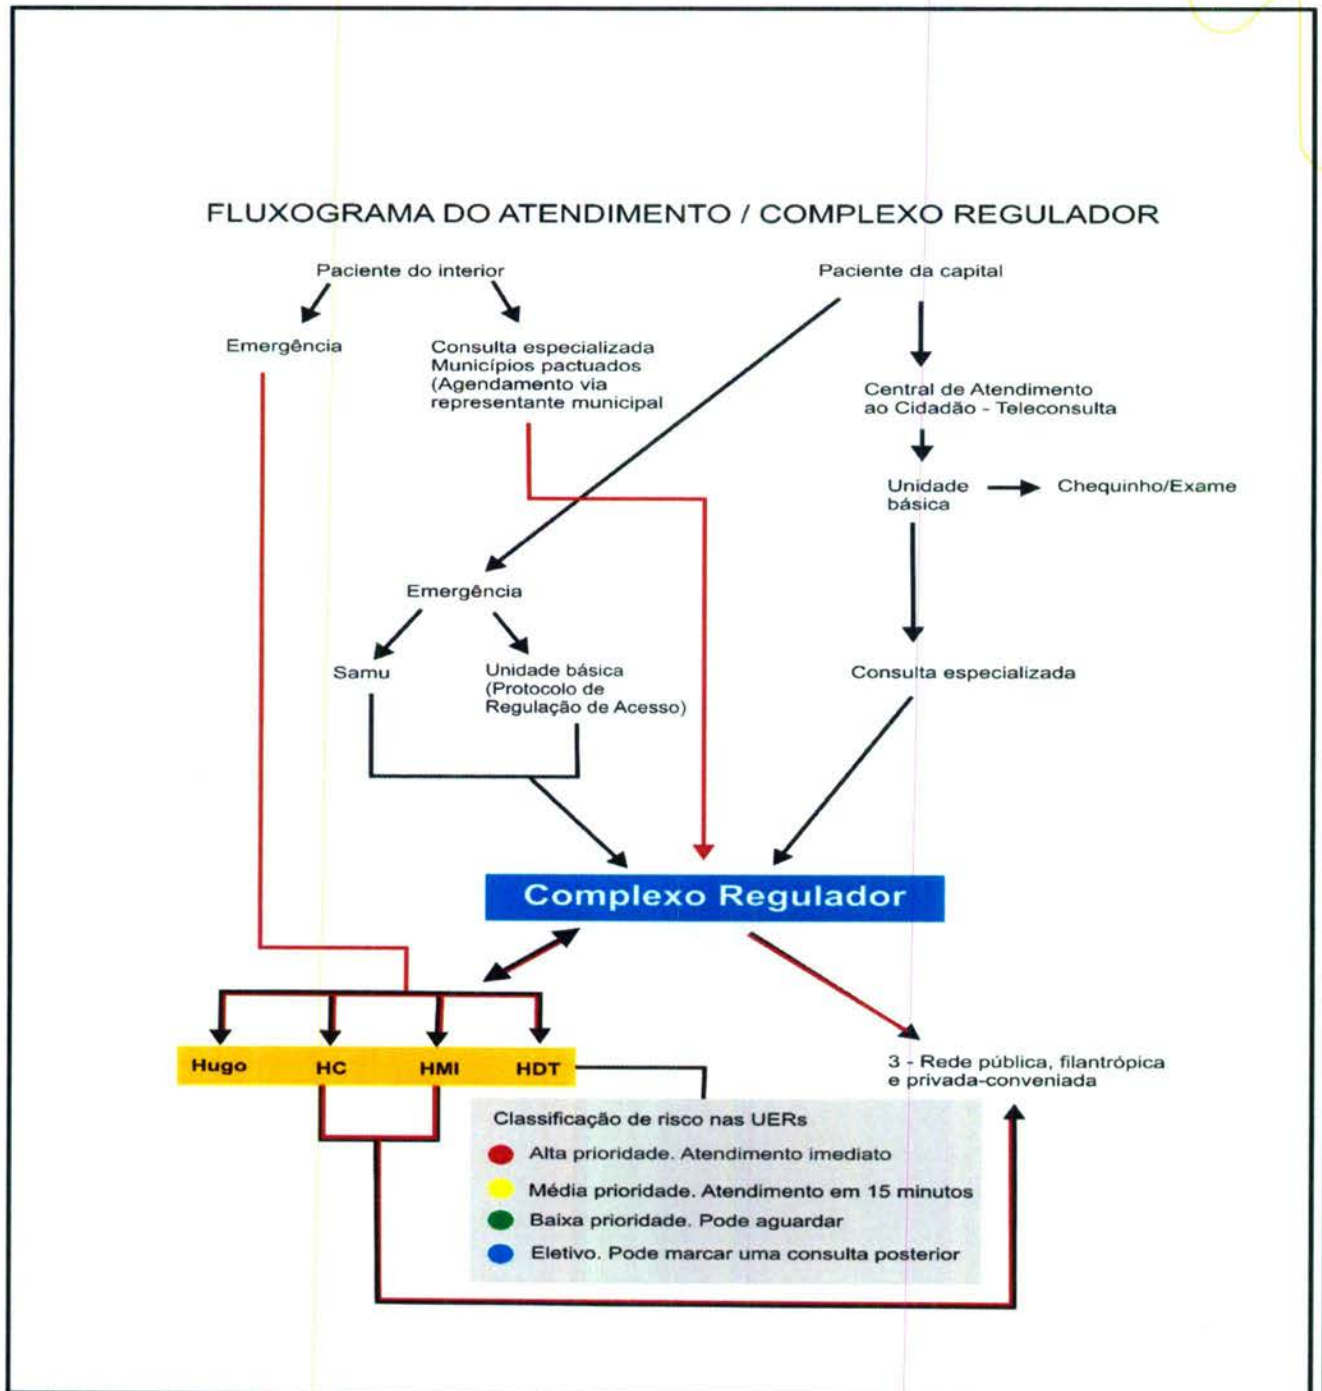 FLUXOGRAMA DO ATENDIMENTO / COMPLEXO REGULADOR
Paciente do interior
Paciente da capital
Emergência
Consulta especializada
Municípios pactuados
(Agendamento via
representante municipal
Central de Atendimento
ao Cidadão - Teleconsulta
Unidade
básica
Chequinho/Exame
Emergência
Samu
Unidade básica
(Protocolo de
Regulação de Acesso)
Consulta especializada
Complexo Regulador
Hugo
HC
HMI
HDT
3 - Rede pública, filantrópica
e privada-conveniada
Classificação de risco nas UERs
Alta prioridade. Atendimento imediato
Média prioridade. Atendimento em 15 minutos
Baixa prioridade. Pode aguardar
Eletivo. Pode marcar uma consulta posterior